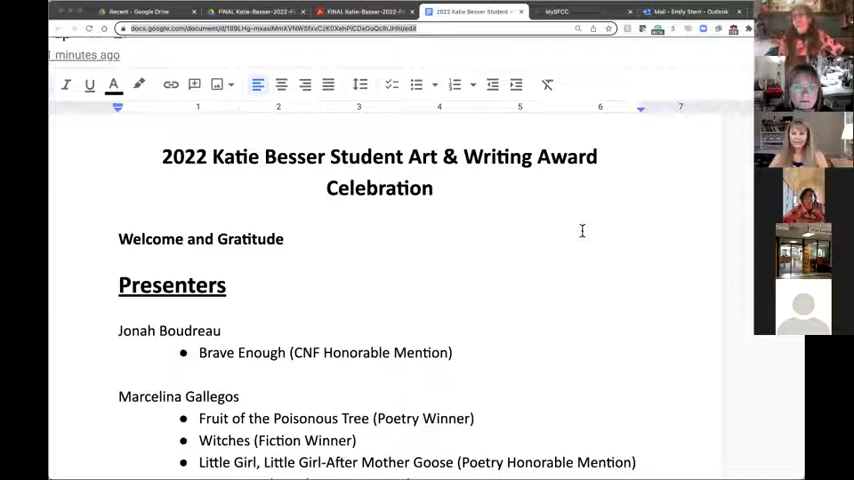 Recent - Google Drive
FINAL Katie-Besser-2022-F
FINAL Katie-Besser-2022-F
2022 Katie Besser Student A
MySFCC
Mail - Emily Stern - Outlook
1 minutes ago
1 2 3 4 5 6 7
2022 Katie Besser Student Art & Writing Award
Celebration
Welcome and Gratitude
Presenters
Jonah Boudreau
● Brave Enough (CNF Honorable Mention)
Marcelina Gallegos
● Fruit of the Poisonous Tree (Poetry Winner)
● Witches (Fiction Winner)
● Little Girl, Little Girl-After Mother Goose (Poetry Honorable Mention)